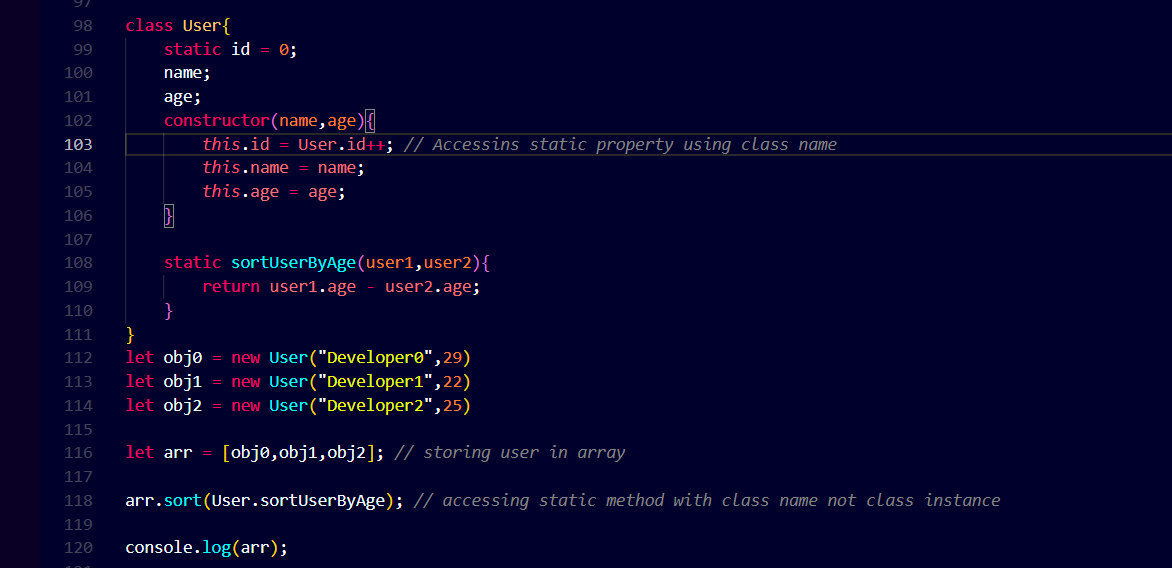 97
98 class User{
99 static id = 0;
100 name;
101 age;
102 constructor(name,age){
103 this.id = User.id++; // Accessins static property using class name
104 this.name = name;
105 this.age = age;
106 }
107
108 static sortUserByAge(user1,user2){
109 return user1.age - user2.age;
110 }
111 }
112 let obj0 = new User("Developer0",29)
113 let obj1 = new User("Developer1",22)
114 let obj2 = new User("Developer2",25)
115
116 let arr = [obj0,obj1,obj2]; // storing user in array
117
118 arr.sort(User.sortUserByAge); // accessing static method with class name not class instance
119
120 console.log(arr);